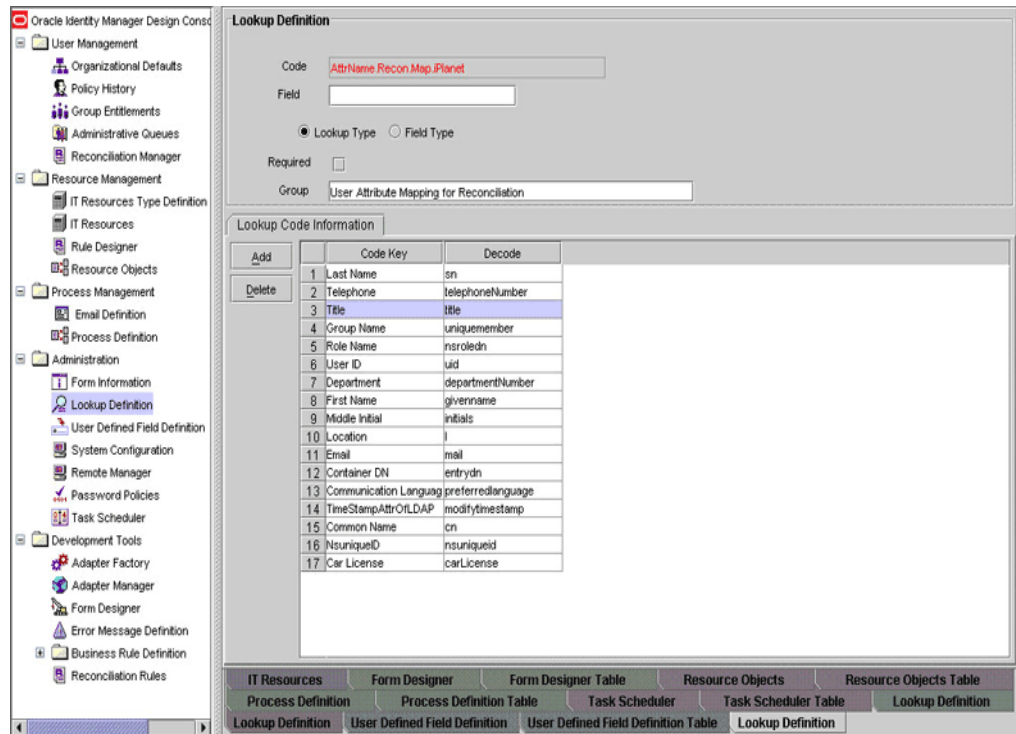 Oracle Identity Manager Design Consc
User Management
Organizational Defaults
Policy History
Group Entitlements
Administrative Queues
Reconciliation Manager
Resource Management
IT Resources Type Definition
IT Resources
Rule Designer
Resource Objects
Process Management
Email Definition
Process Definition
Administration
Form Information
Lookup Definition
User Defined Field Definition
System Configuration
Remote Manager
Password Policies
Task Scheduler
Development Tools
Adapter Factory
Adapter Manager
Form Designer
Error Message Definition
Business Rule Definition
Reconciliation Rules
Lookup Definition
Code AttrName.Recon.Map.iPlanet
Field
Lookup Type Field Type
Required
Group User Attribute Mapping for Reconciliation
Lookup Code Information
Add
Delete
Code Key Decode
1 Last Name sn
2 Telephone telephoneNumber
3 Title title
4 Group Name uniquemember
5 Role Name nsroledn
6 User ID uid
7 Department departmentNumber
8 First Name givenname
9 Middle Initial initials
10 Location l
11 Email mail
12 Container DN entrydn
13 Communication Languag preferredlanguage
14 TimeStampAttrOfLDAP modifytimestamp
15 Common Name cn
16 NsuniqueID nsuniqueid
17 Car License carLicense
IT Resources Form Designer Form Designer Table Resource Objects Resource Objects Table
Process Definition Process Definition Table Task Scheduler Task Scheduler Table Lookup Definition
Lookup Definition User Defined Field Definition User Defined Field Definition Table Lookup Definition